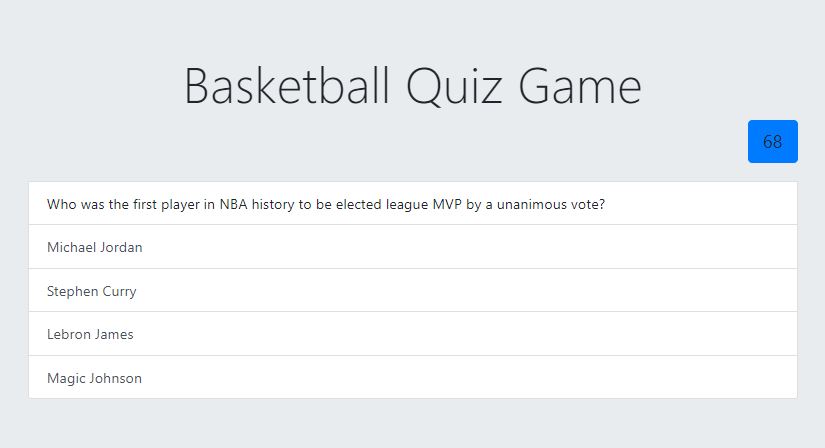 Basketball Quiz Game
68
Who was the first player in NBA history to be elected league MVP by a unanimous vote?
Michael Jordan
Stephen Curry
Lebron James
Magic Johnson